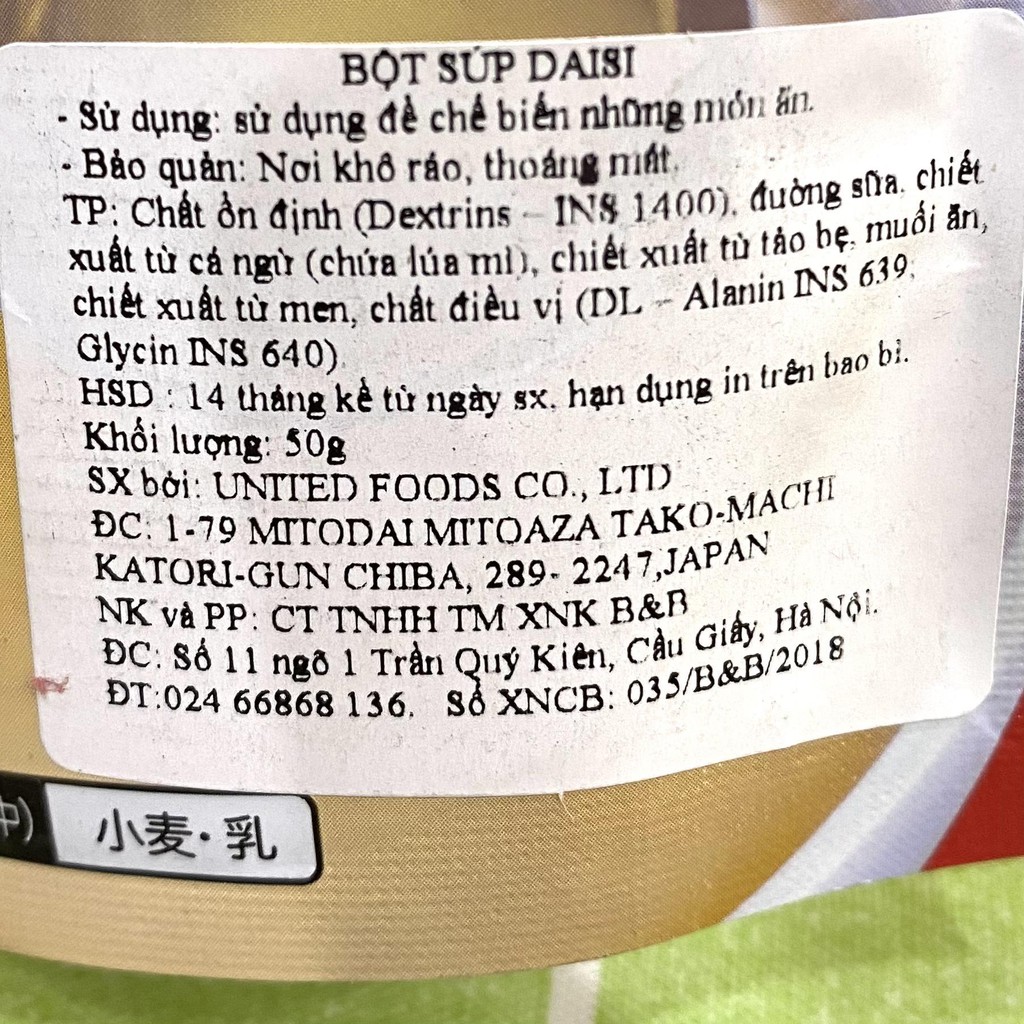 BỘT SÚP DAISI
- Sử dụng: sử dụng để chế biến những món ăn.
- Bảo quản: Nơi khô ráo, thoáng mát.
TP: Chất ổn định (Dextrins - INS 1400), đường sữa, chiết
xuất từ cá ngừ (chứa lúa mì), chiết xuất từ tảo bẹ, muối ăn,
chiết xuất từ men, chất điều vị (DL - Alanin INS 639,
Glycin INS 640)
HSD : 14 tháng kể từ ngày sx, hạn dụng in trên bao bì.
Khối lượng: 50g
SX bởi: UNITED FOODS CO., LTD
ĐC: 1-79 MITODAI MITOAZA TAKO-MACHI
KATORI-GUN CHIBA, 289- 2247,JAPAN
NK và PP: CT TNHH TM XNK B&B
ĐC: Số 11 ngõ 1 Trần Quý Kiên, Cầu Giấy, Hà Nội.
ĐT:024 66868 136. Số XNCB: 035/B&B/2018
中) 小麦・乳